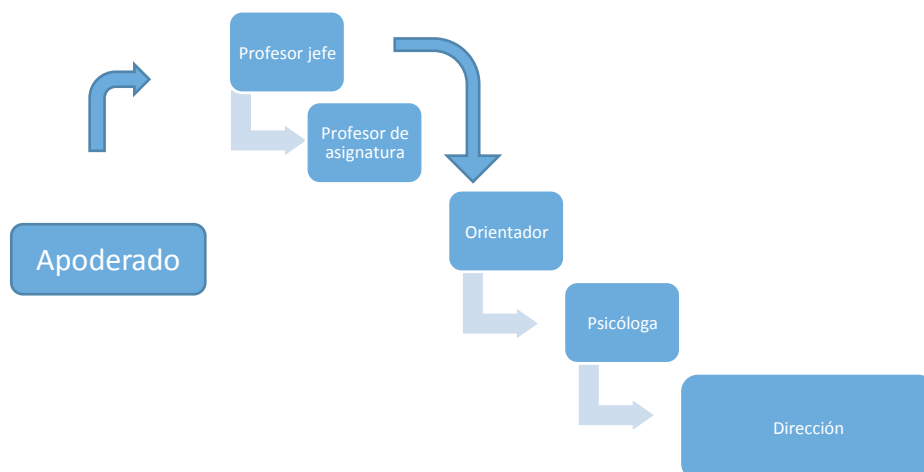 Profesor jefe
Profesor de
asignatura
Apoderado
Orientador
Psicóloga
Dirección